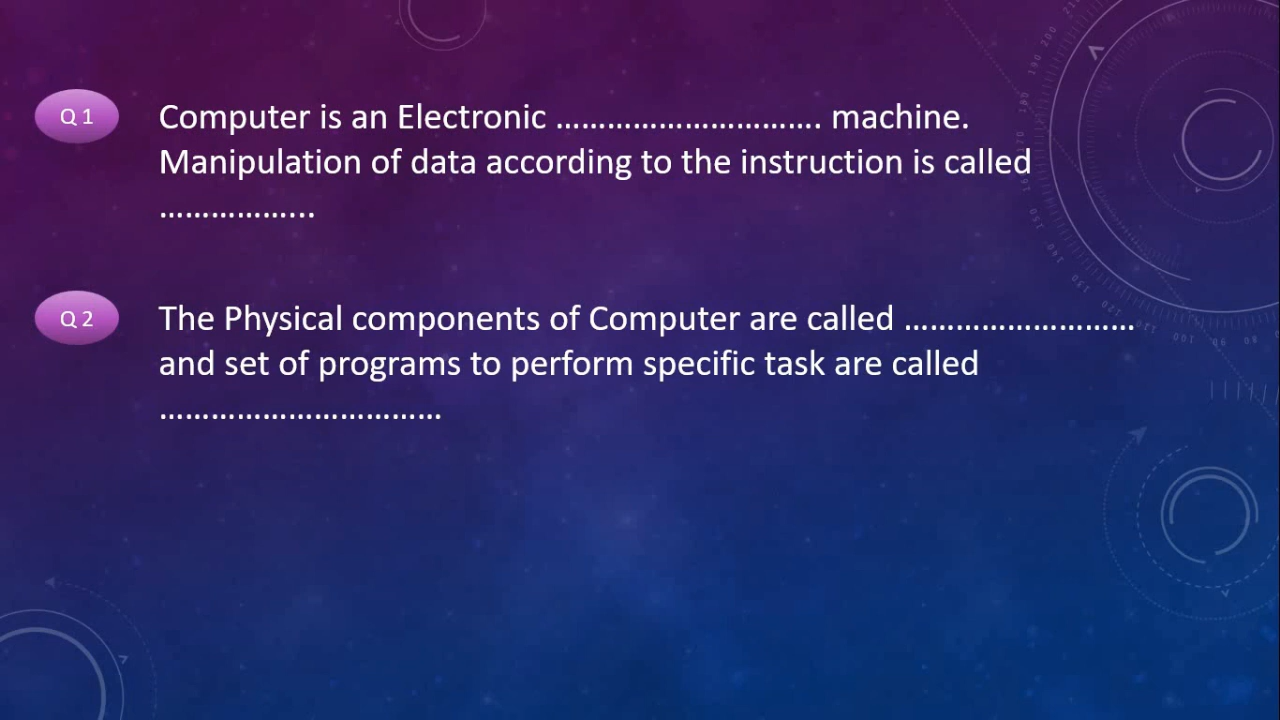 Q 1
Computer is an Electronic …………………………. machine.
Manipulation of data according to the instruction is called
……………...
Q 2
The Physical components of Computer are called ………………………
and set of programs to perform specific task are called
……………………………